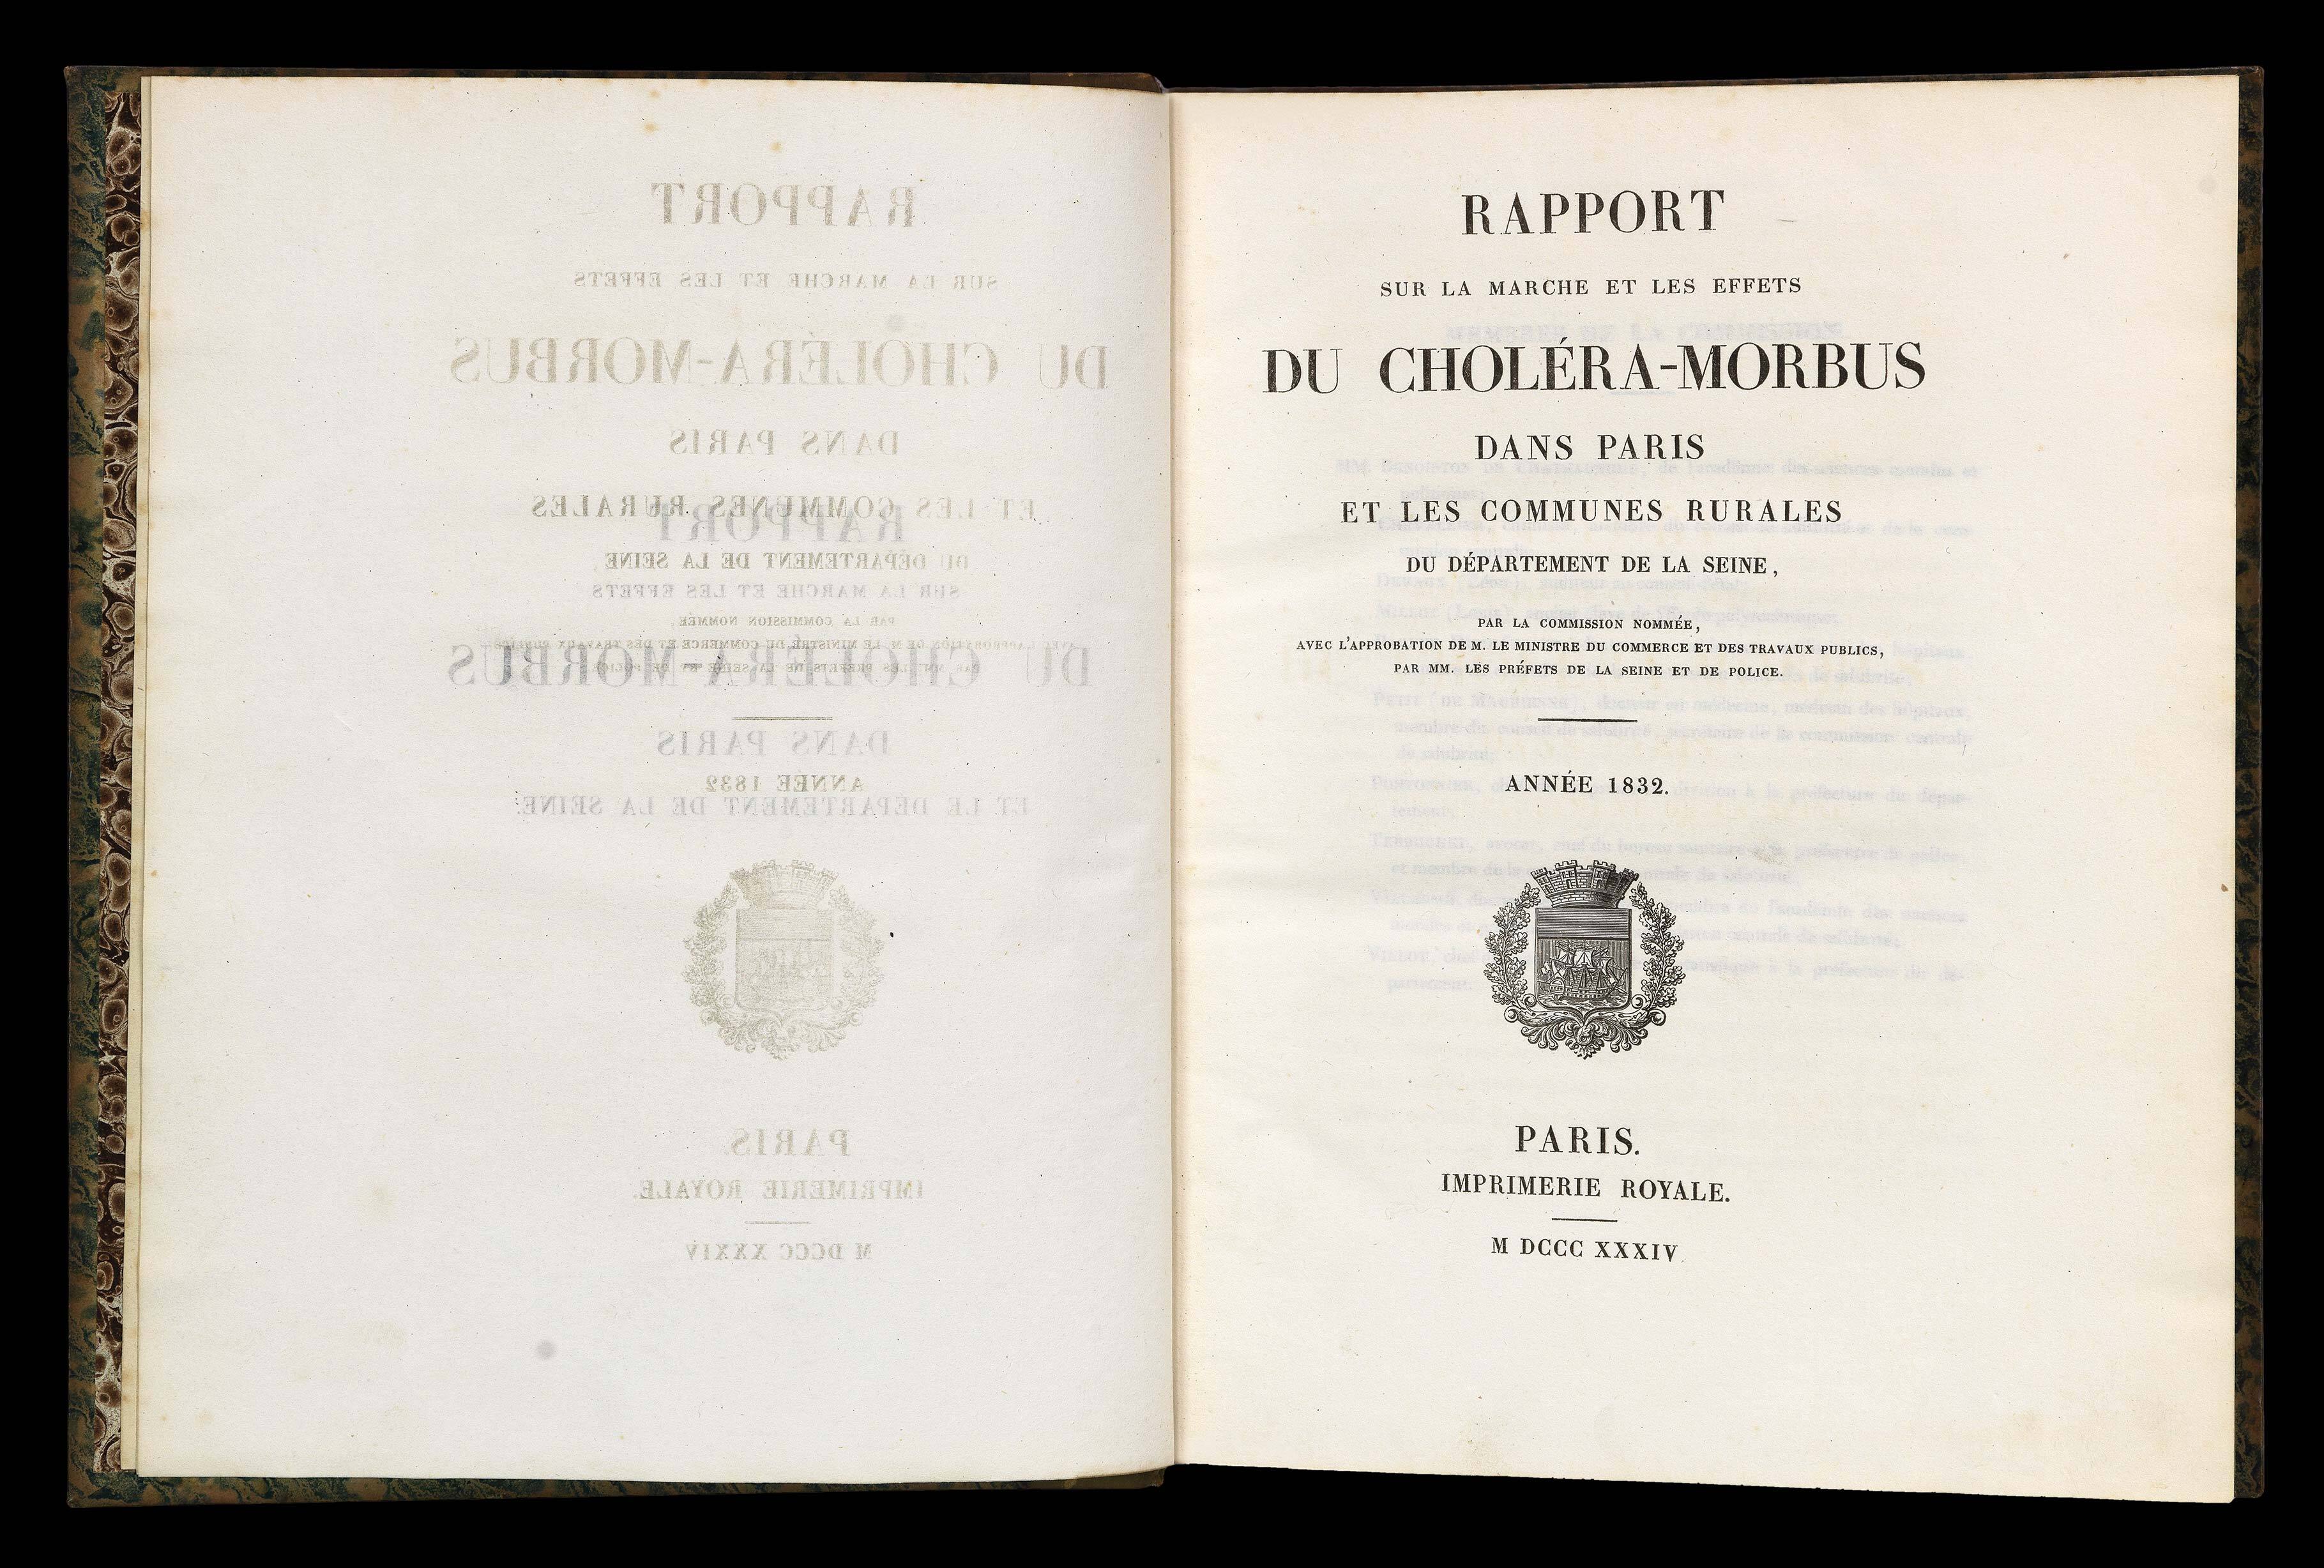 RAPPORT
SUR LA MARCHE ET LES EFFETS
DU CHOLÉRA-MORBUS
DANS PARIS
ET LES COMMUNES RURALES
DU DÉPARTEMENT DE LA SEINE,
PAR LA COMMISSION NOMMÉE,
AVEC L'APPROBATION DE M. LE MINISTRE DU COMMERCE ET DES TRAVAUX PUBLICS,
PAR MM. LES PRÉFETS DE LA SEINE ET DE POLICE.
ANNÉE 1832.
PARIS.
IMPRIMERIE ROYALE.
M DCCC XXXIV